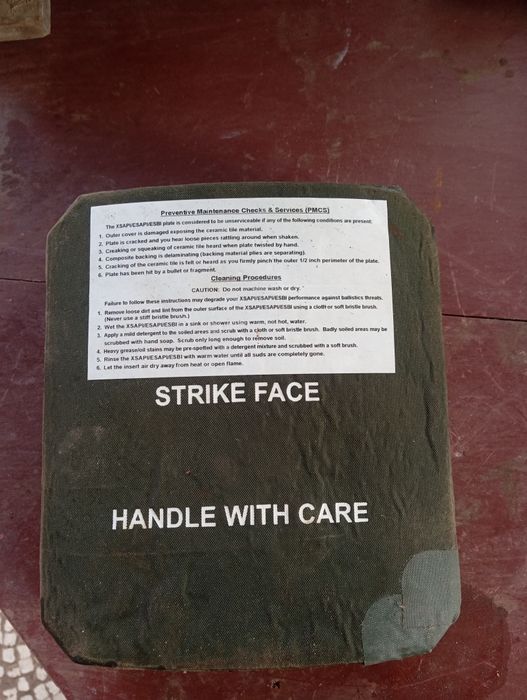 Preventive Maintenance Checks & Services (PMCS)
The XSAPI/ESAPI/ESBI plate is considered to be unserviceable if any of the following conditions are present:
1. Outer cover is damaged exposing the ceramic tile material.
2. Plate is cracked and you hear loose pieces rattling around when shaken.
3. Creaking or squeaking of ceramic tile heard when plate twisted by hand.
4. Composite backing is delaminating (backing material plies are separating).
5. Cracking of the ceramic tile is felt or heard as you firmly pinch the outer 1/2 inch perimeter of the plate.
6. Plate has been hit by a bullet or fragment.
Cleaning Procedures
CAUTION: Do not machine wash or dry.
Failure to follow these instructions may degrade your XSAPI/ESAPI/ESBI performance against ballistics threats.
1. Remove loose dirt and lint from the outer surface of the XSAPI/ESAPI/ESBI using a cloth or soft bristle brush.
(Never use a stiff bristle brush.)
2. Wet the XSAPI/ESAPI/ESBI in a sink or shower using warm, not hot, water.
3. Apply a mild detergent to the soiled areas and scrub with a cloth or soft bristle brush. Badly soiled areas may be
scrubbed with hand soap. Scrub only long enough to remove soil.
4. Heavy grease/oil stains may be pre-spotted with a detergent mixture and scrubbed with a soft brush.
5. Rinse the XSAPI/ESAPI/ESBI with warm water until all suds are completely gone.
6. Let the insert air dry away from heat or open flame.
STRIKE FACE
HANDLE WITH CARE